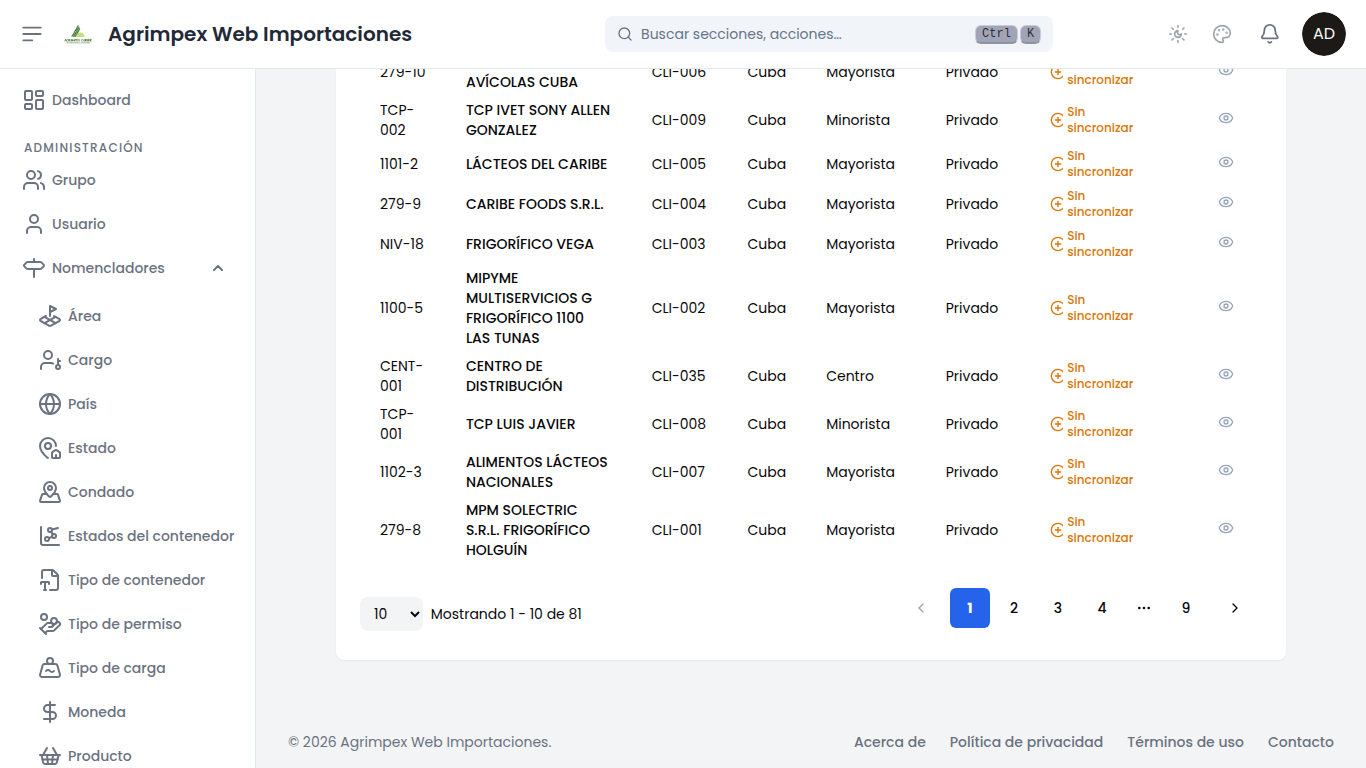 Agrimpex Web Importaciones
Buscar secciones, acciones...
Ctrl K
AD
Dashboard
ADMINISTRACIÓN
Grupo
Usuario
Nomencladores
Área
Cargo
País
Estado
Condado
Estados del contenedor
Tipo de contenedor
Tipo de permiso
Tipo de carga
Moneda
Producto
279-10 AVÍCOLAS CUBA CLI-006 Cuba Mayorista Privado sincronizar
TCP-002 TCP IVET SONY ALLEN GONZALEZ CLI-009 Cuba Minorista Privado Sin sincronizar
1101-2 LÁCTEOS DEL CARIBE CLI-005 Cuba Mayorista Privado Sin sincronizar
279-9 CARIBE FOODS S.R.L. CLI-004 Cuba Mayorista Privado Sin sincronizar
NIV-18 FRIGORÍFICO VEGA CLI-003 Cuba Mayorista Privado Sin sincronizar
1100-5 MIPYME MULTISERVICIOS G FRIGORÍFICO 1100 LAS TUNAS CLI-002 Cuba Mayorista Privado Sin sincronizar
CENT-001 CENTRO DE DISTRIBUCIÓN CLI-035 Cuba Centro Privado Sin sincronizar
TCP-001 TCP LUIS JAVIER CLI-008 Cuba Minorista Privado Sin sincronizar
1102-3 ALIMENTOS LÁCTEOS NACIONALES CLI-007 Cuba Mayorista Privado Sin sincronizar
279-8 MPM SOLECTRIC S.R.L. FRIGORÍFICO HOLGUÍN CLI-001 Cuba Mayorista Privado Sin sincronizar
10 Mostrando 1 - 10 de 81
1 2 3 4 ... 9
© 2026 Agrimpex Web Importaciones.
Acerca de Política de privacidad Términos de uso Contacto